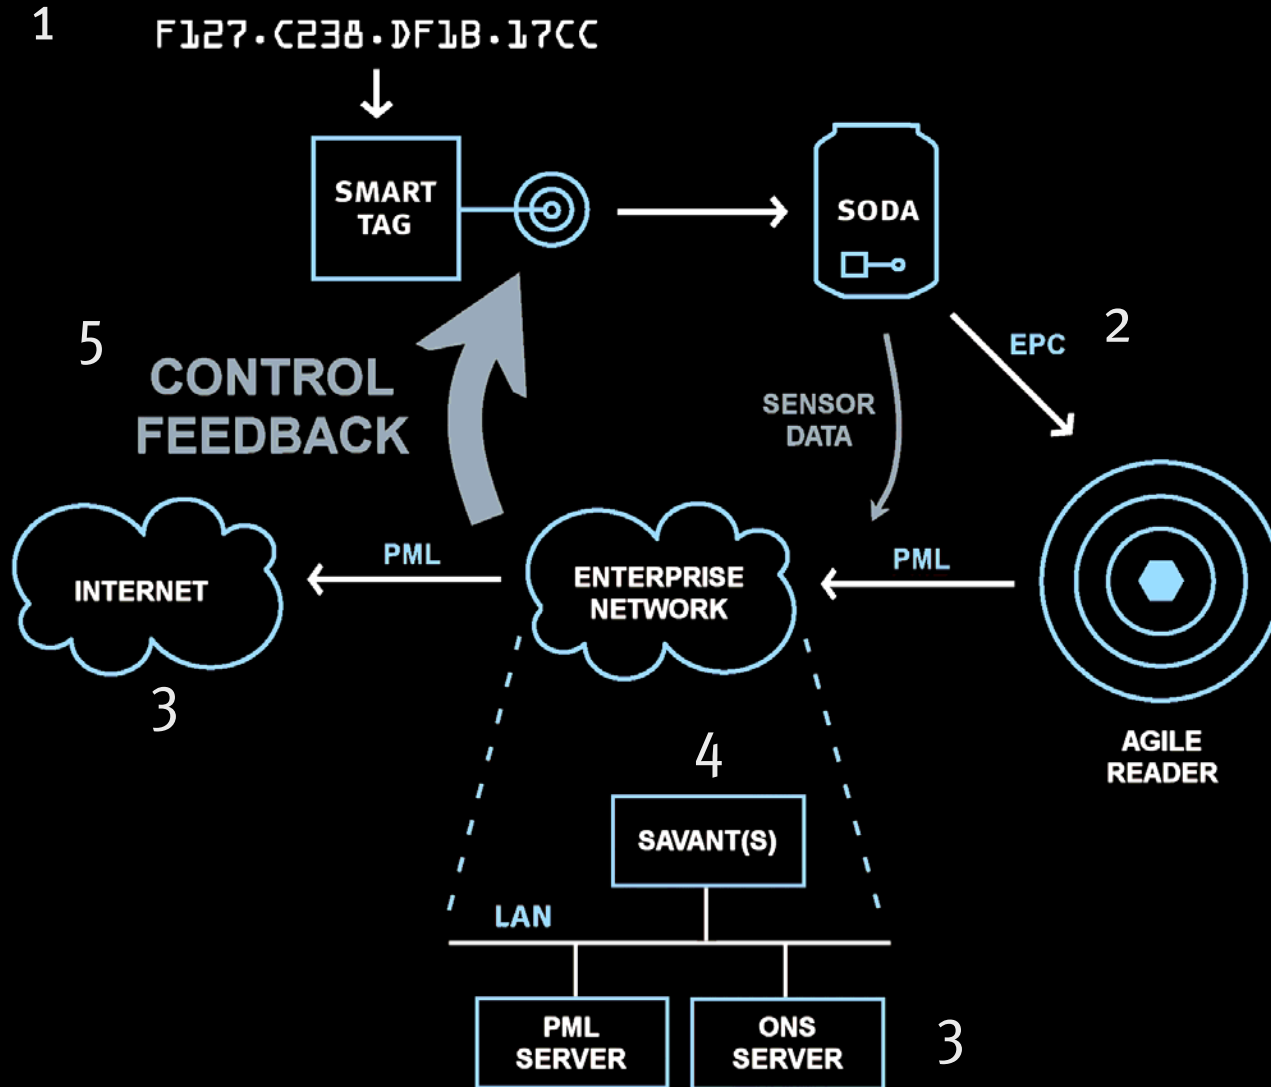 1
F127.C238.DF1B.17CC
SMART
TAG
SODA
2
EPC
5
CONTROL
FEEDBACK
SENSOR
DATA
INTERNET
PML
ENTERPRISE
NETWORK
PML
3
AGILE
READER
4
SAVANT(S)
LAN
PML
SERVER
ONS
SERVER
3